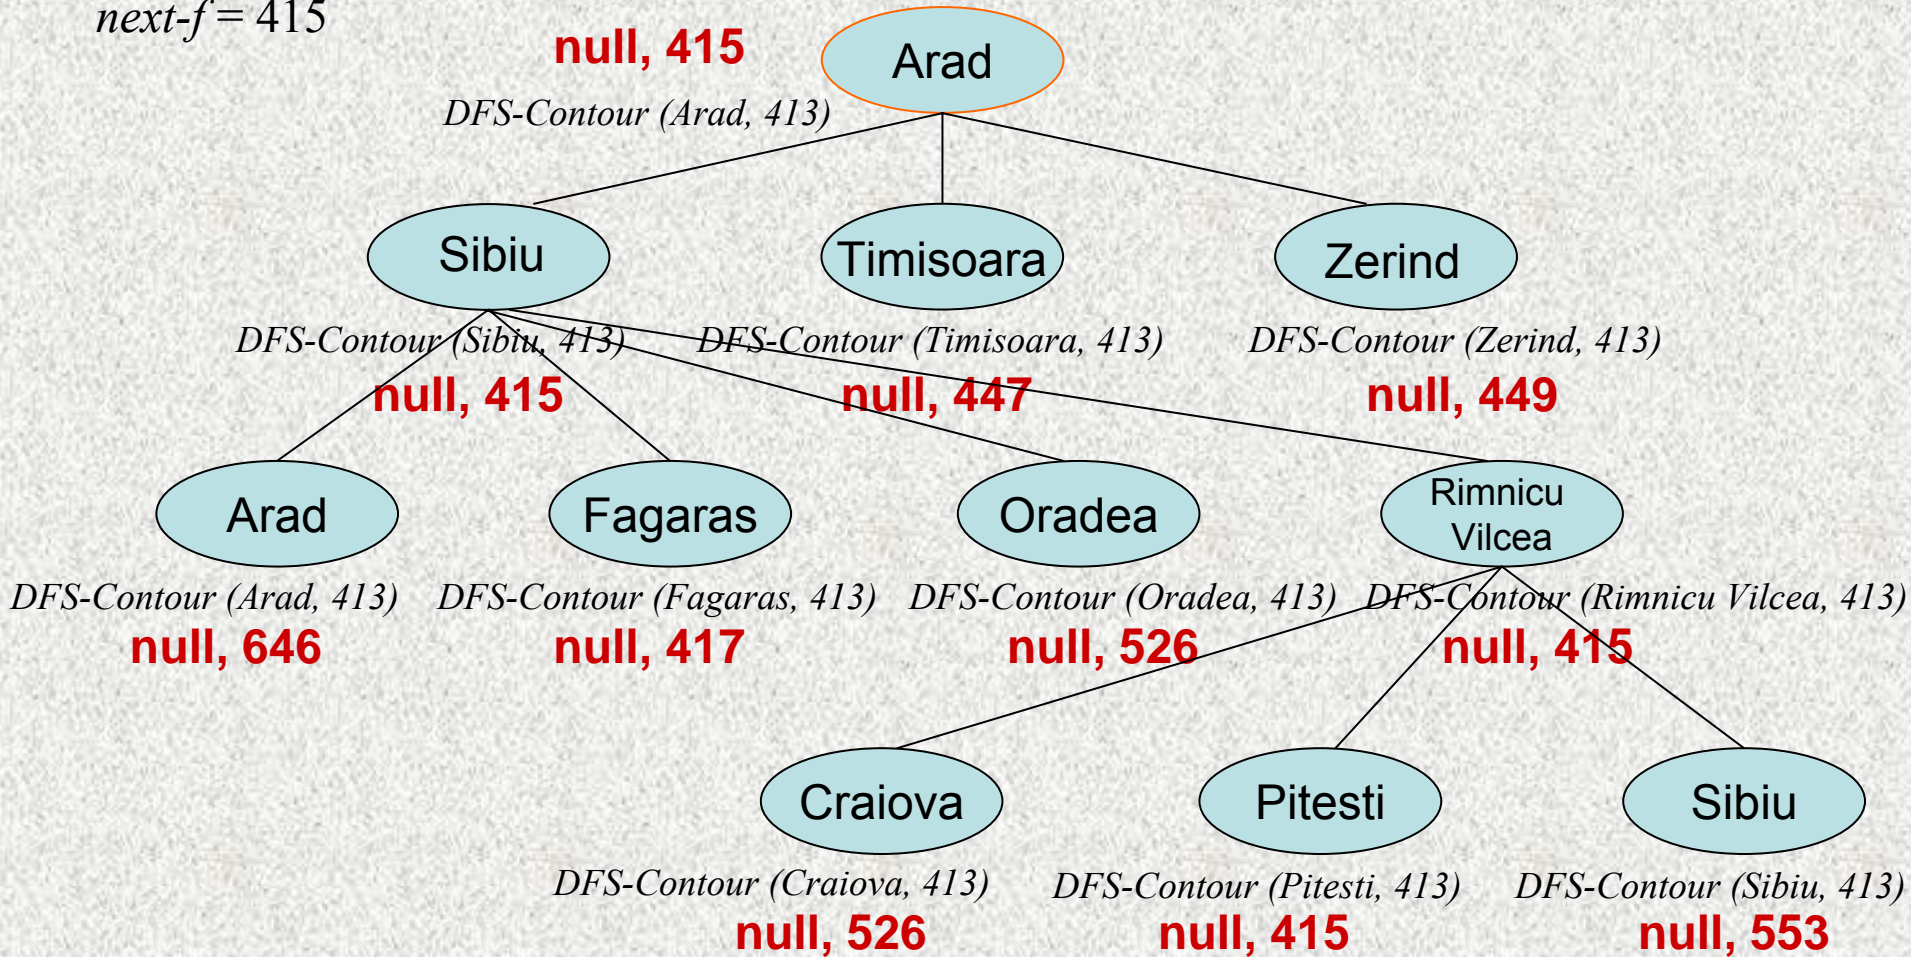 next-f = 415
null, 415
Arad
DFS-Contour (Arad, 413)
Sibiu
Timisoara
Zerind
DFS-Contour (Sibiu, 413)
DFS-Contour (Timisoara, 413)
DFS-Contour (Zerind, 413)
null, 415
null, 447
null, 449
Arad
Fagaras
Oradea
Rimnicu
Vilcea
DFS-Contour (Arad, 413)
DFS-Contour (Fagaras, 413)
DFS-Contour (Oradea, 413)
DFS-Contour (Rimnicu Vilcea, 413)
null, 646
null, 417
null, 526
null, 415
Craiova
Pitesti
Sibiu
DFS-Contour (Craiova, 413)
DFS-Contour (Pitesti, 413)
DFS-Contour (Sibiu, 413)
null, 526
null, 415
null, 553